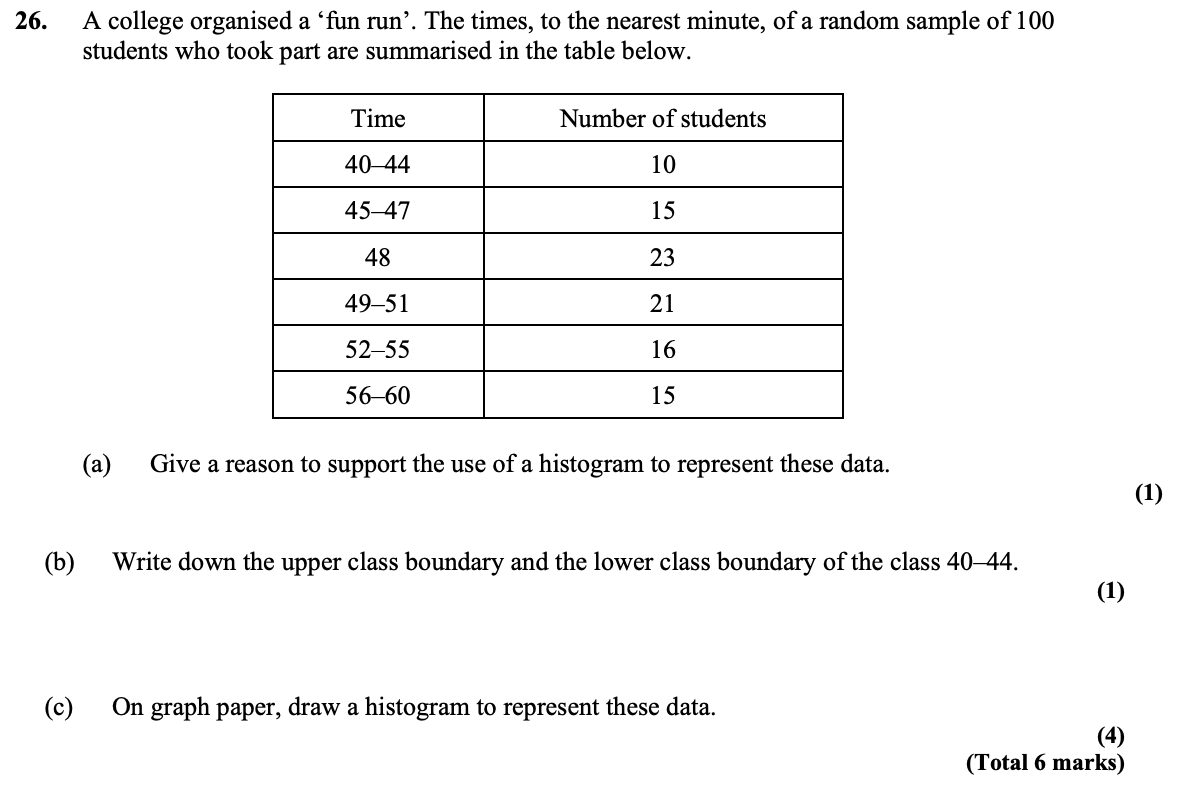 26. A college organised a ‘fun run’. The times, to the nearest minute, of a random sample of 100
students who took part are summarised in the table below.
Time Number of students
40–44 10
45–47 15
48 23
49–51 21
52–55 16
56–60 15
(a) Give a reason to support the use of a histogram to represent these data.
(1)
(b) Write down the upper class boundary and the lower class boundary of the class 40–44.
(1)
(c) On graph paper, draw a histogram to represent these data.
(4)
(Total 6 marks)